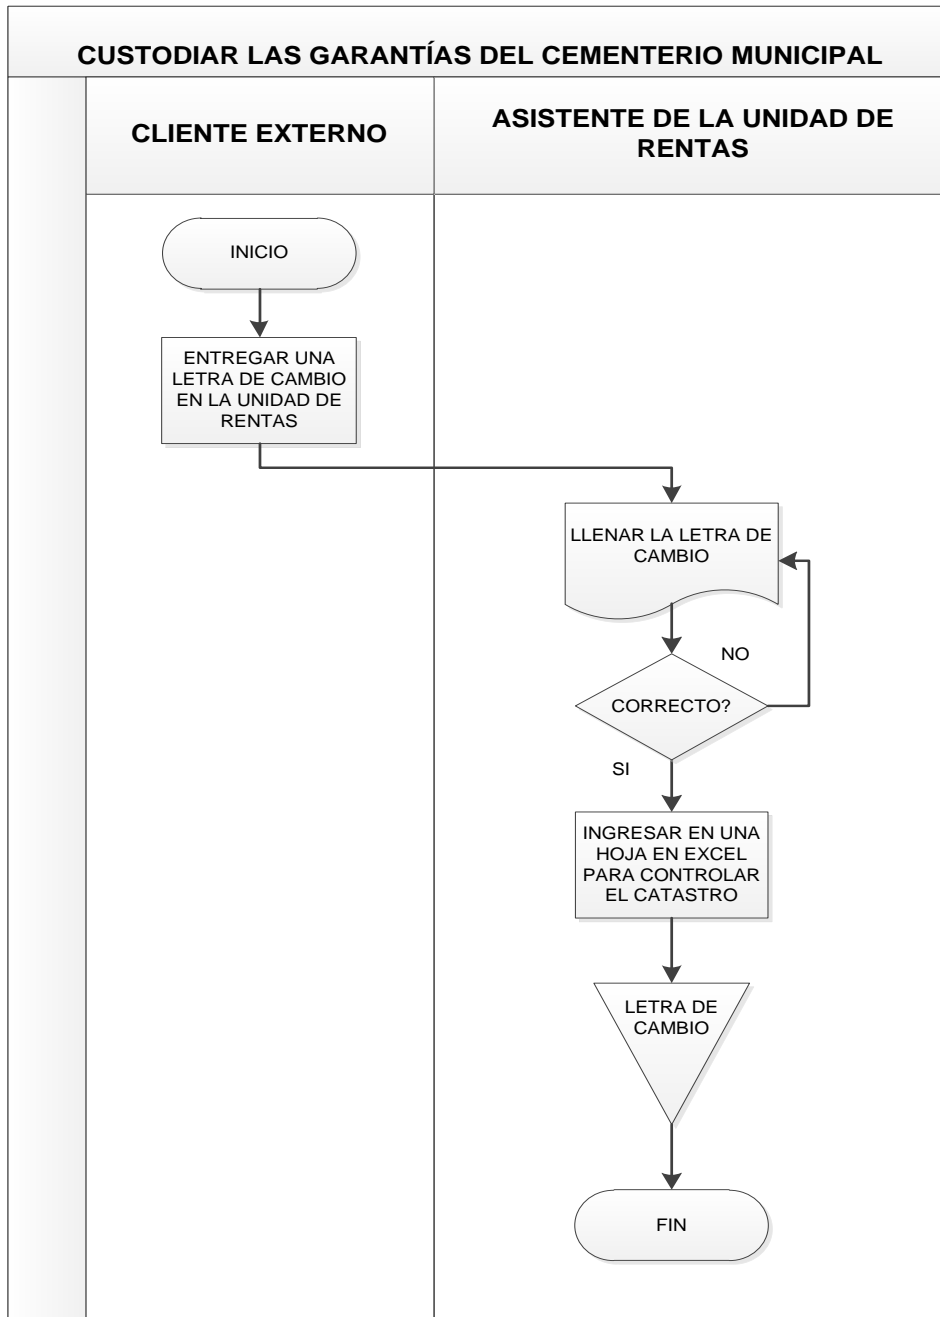 CUSTODIAR LAS GARANTÍAS DEL CEMENTERIO MUNICIPAL
CLIENTE EXTERNO
ASISTENTE DE LA UNIDAD DE
RENTAS
INICIO
ENTREGAR UNA
LETRA DE CAMBIO
EN LA UNIDAD DE
RENTAS
LLENAR LA LETRA DE
CAMBIO
NO
CORRECTO?
SI
INGRESAR EN UNA
HOJA EN EXCEL
PARA CONTROLAR
EL CATASTRO
LETRA DE
CAMBIO
FIN